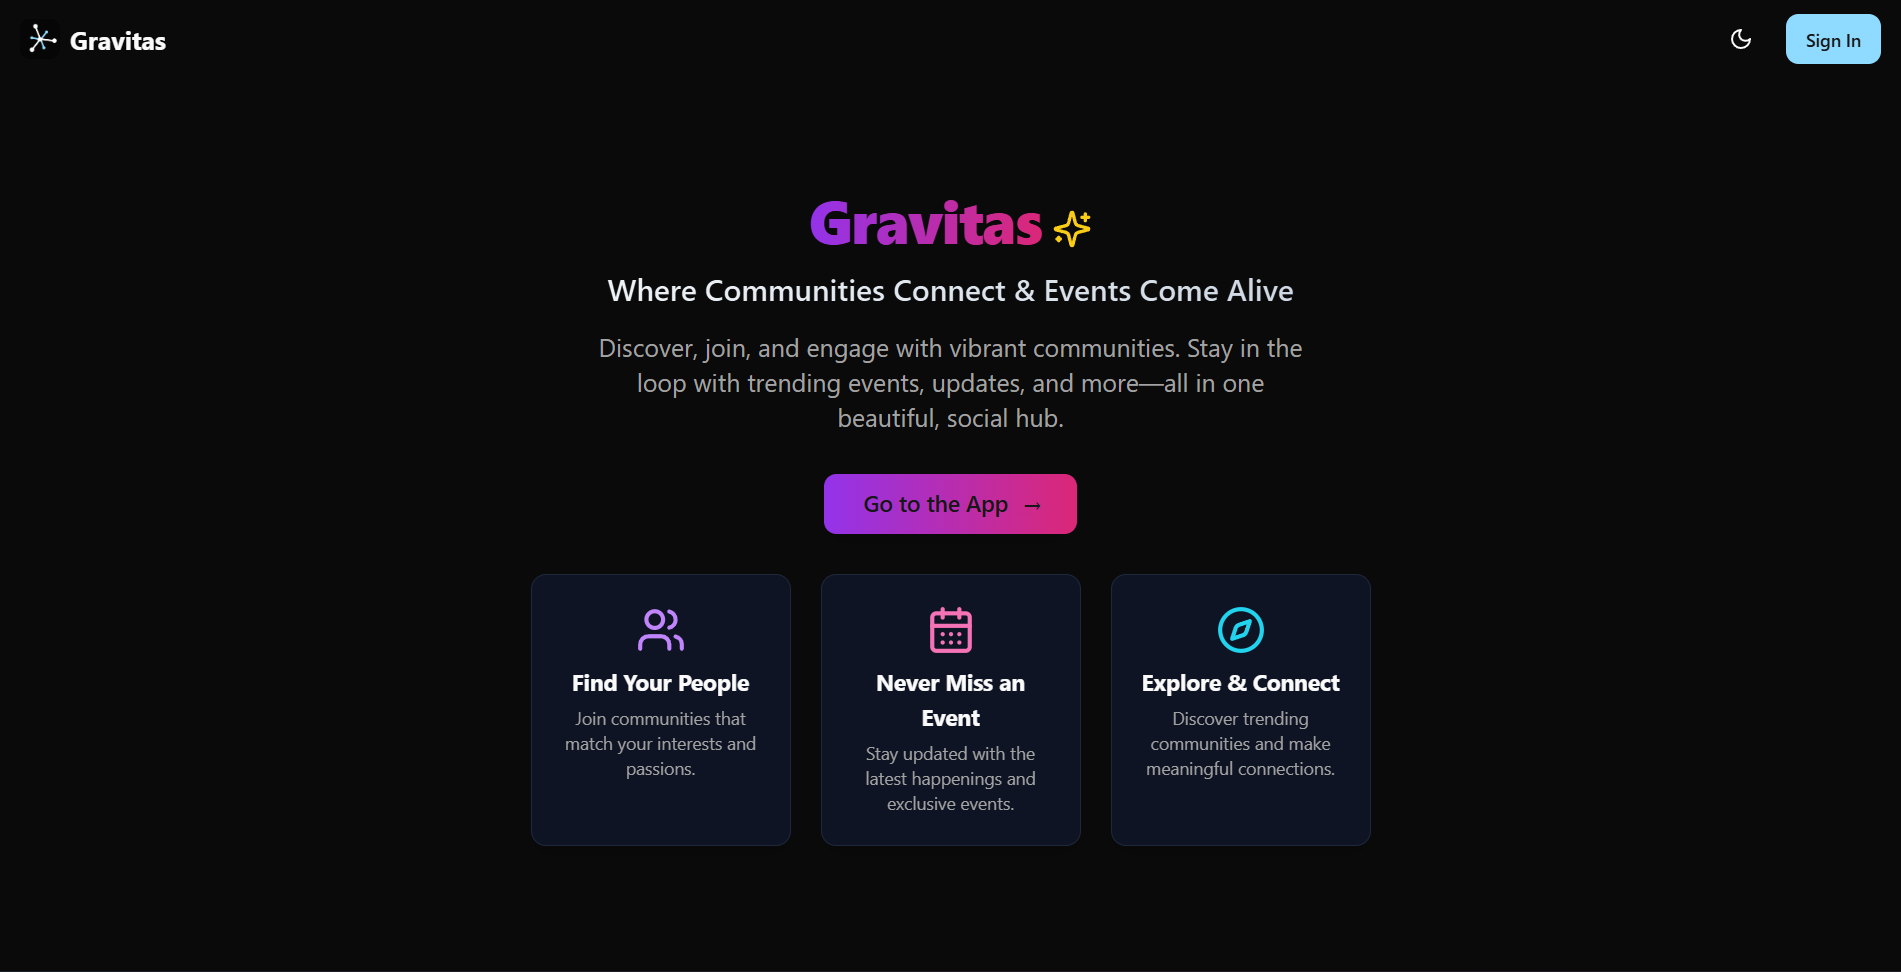 Gravitas
Sign In
Gravitas
Where Communities Connect & Events Come Alive
Discover, join, and engage with vibrant communities. Stay in the
loop with trending events, updates, and more—all in one
beautiful, social hub.
Go to the App →
Find Your People
Join communities that
match your interests and
passions.
Never Miss an
Event
Stay updated with the
latest happenings and
exclusive events.
Explore & Connect
Discover trending
communities and make
meaningful connections.